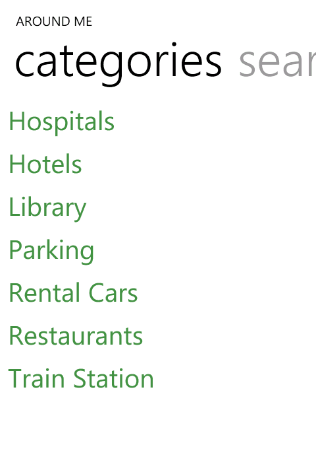 AROUND ME
categories
Hospitals
Hotels
Library
Parking
Rental Cars
Restaurants
Train Station